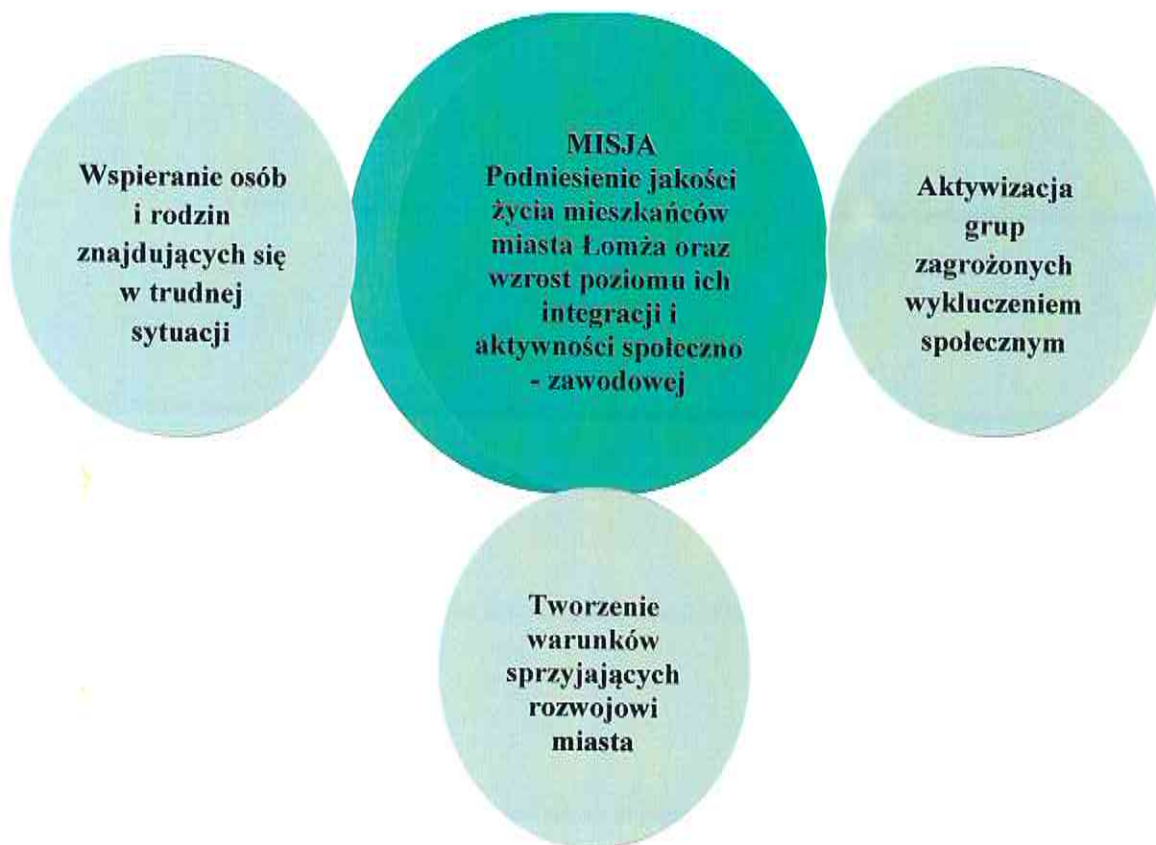 Wspieranie osób
i rodzin
znajdujących się
w trudnej
sytuacji
MISJA
Podniesienie jakości
życia mieszkańców
miasta Łomża oraz
wzrost poziomu ich
integracji i
aktywności społeczno
- zawodowej
Aktywizacja
grup
zagrożonych
wykluczeniem
społecznym
Tworzenie
warunków
sprzyjających
rozwojowi
miasta